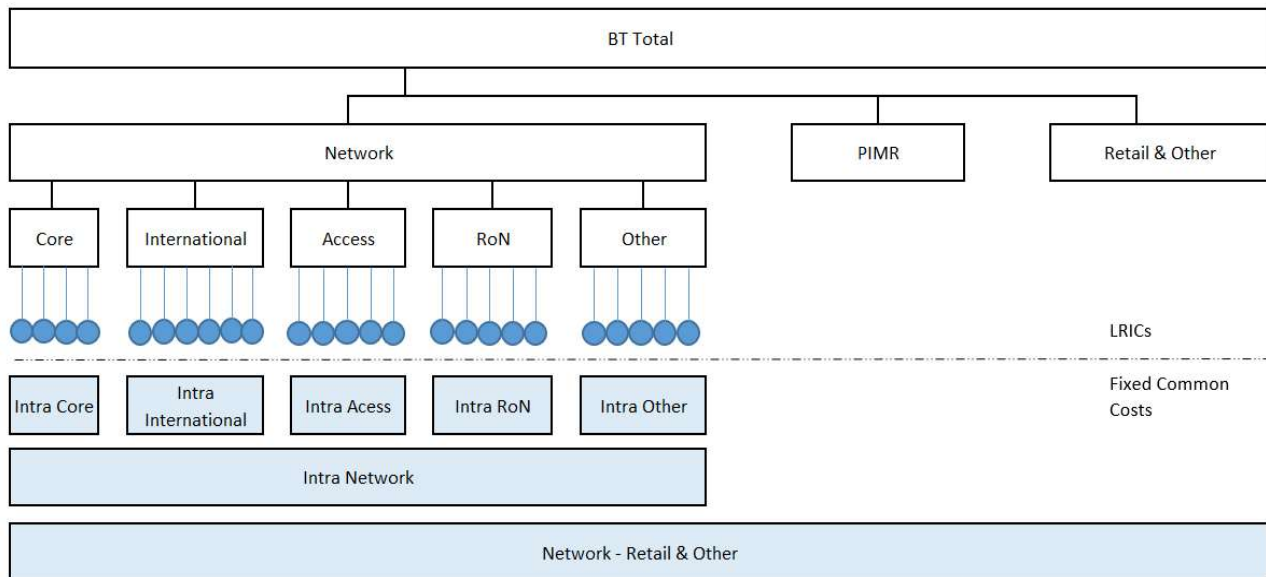 BT Total
Network
PIMR
Retail & Other
Core
International
Access
RoN
Other
LRICs
Fixed Common
Costs
Intra Core
Intra
International
Intra Acess
Intra RoN
Intra Other
Intra Network
Network - Retail & Other